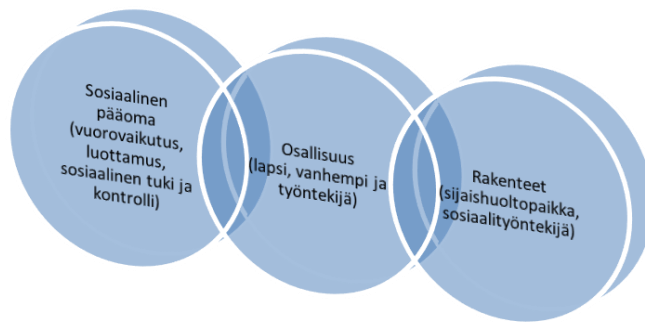 Sosiaalinen
pääoma
(vuorovaikutus,
luottamus,
sosiaalinen tuki ja
kontrolli)
Osallisuus
(lapsi, vanhempi ja
työntekijä)
Rakenteet
(sijaishuoltopaikka,
sosiaalityöntekijä)